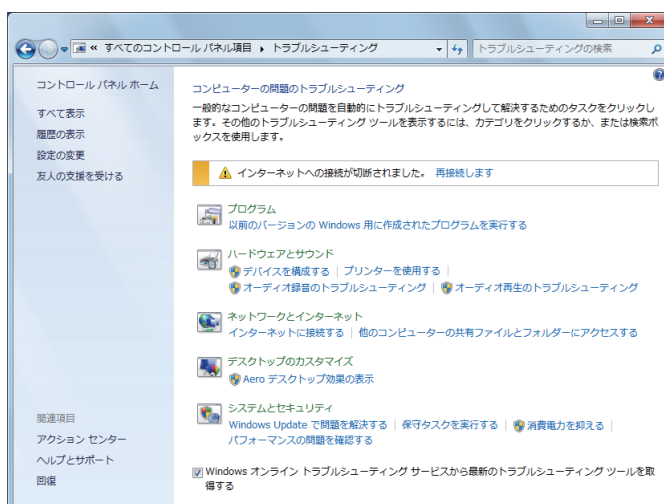 « すべてのコントロール パネル項目 ▸ トラブルシューティング
トラブルシューティングの検索
コントロール パネル ホーム
すべて表示
履歴の表示
設定の変更
友人の支援を受ける
コンピューターの問題のトラブルシューティング
一般的なコンピューターの問題を自動的にトラブルシューティングして解決するためのタスクをクリックし
ます。その他のトラブルシューティング ツールを表示するには、カテゴリをクリックするか、または検索ボ
ックスを使用します。
インターネットへの接続が切断されました。 再接続します
プログラム
以前のバージョンの Windows 用に作成されたプログラムを実行する
ハードウェアとサウンド
デバイスを構成する | プリンターを使用する |
オーディオ録音のトラブルシューティング | オーディオ再生のトラブルシューティング
ネットワークとインターネット
インターネットに接続する | 他のコンピューターの共有ファイルとフォルダーにアクセスする
デスクトップのカスタマイズ
Aero デスクトップ効果の表示
システムとセキュリティ
Windows Update で問題を解決する | 保守タスクを実行する | 消費電力を抑える |
パフォーマンスの問題を確認する
Windows オンライン トラブルシューティング サービスから最新のトラブルシューティング ツールを取
得する
関連項目
アクション センター
ヘルプとサポート
回復